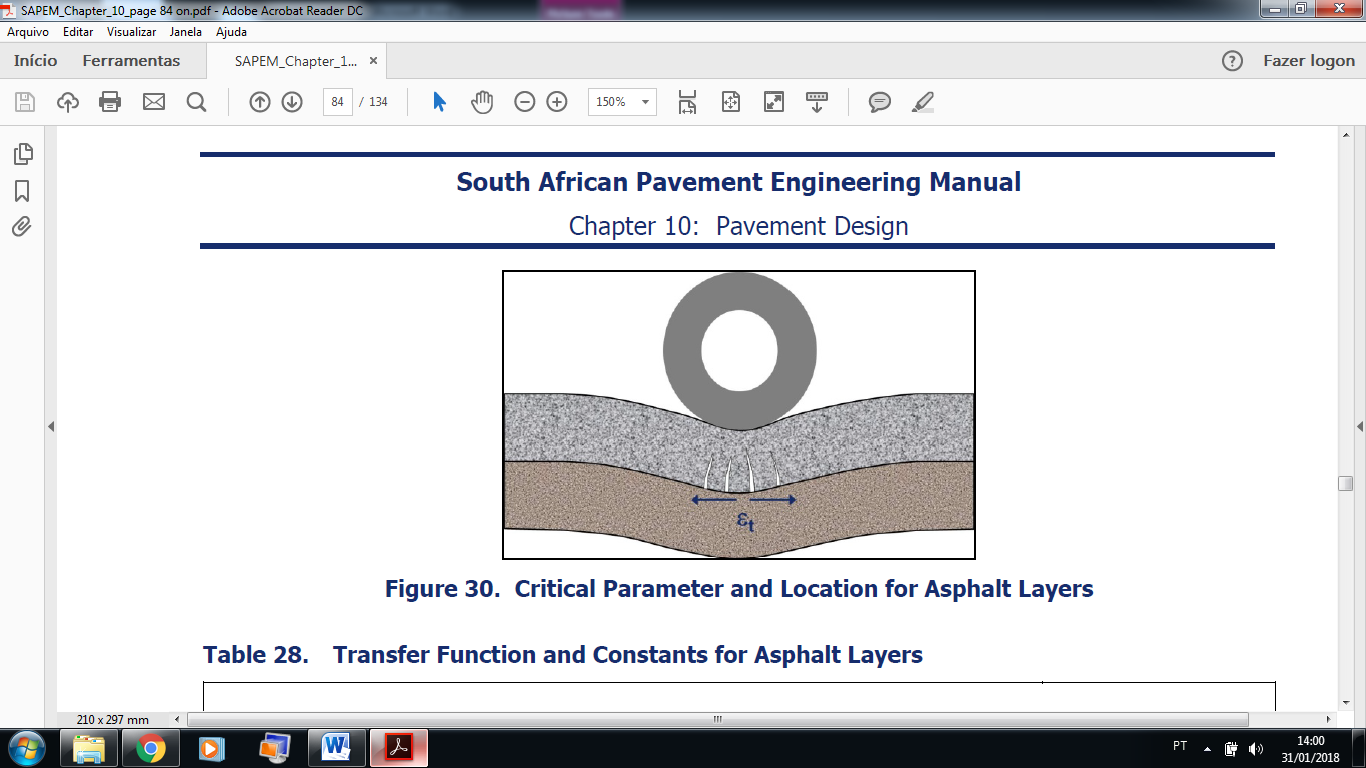 SAPEM_Chapter_10_page 84 on.pdf - Adobe Acrobat Reader DC
Arquivo Editar Visualizar Janela Ajuda
Início Ferramentas SAPEM_Chapter_1... × Fazer logon
84 / 134 150%
South African Pavement Engineering Manual
Chapter 10: Pavement Design
εt
Figure 30. Critical Parameter and Location for Asphalt Layers
Table 28. Transfer Function and Constants for Asphalt Layers
210 x 297 mm
PT 14:00
31/01/2018